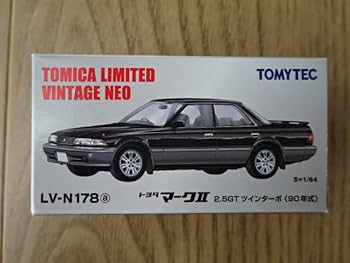 TOMICA LIMITED
VINTAGE NEO
TOMYTEC
LV-N178 ⓐ
トヨタ マークII 2.5GT ツインターボ (90年式)
S=1/64